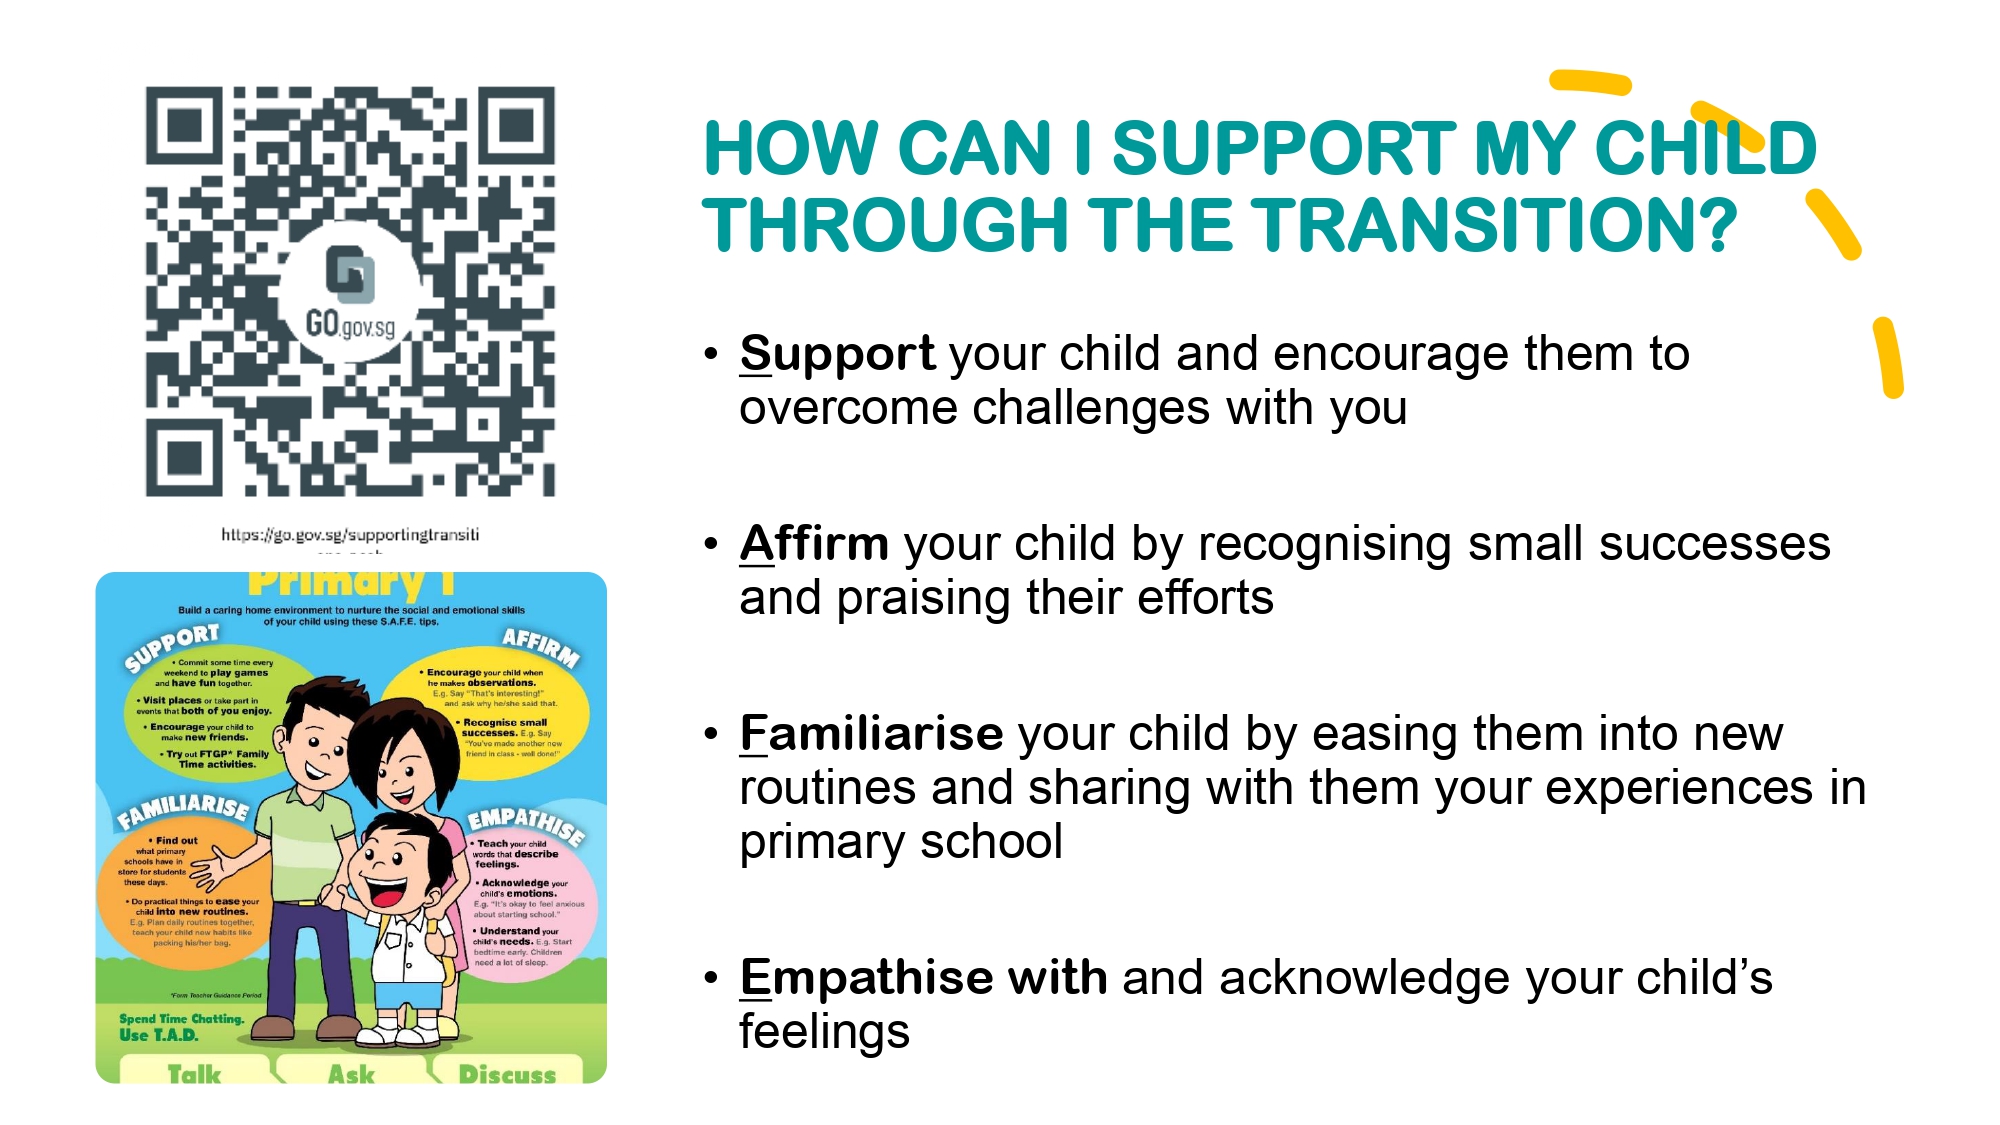 GO.gov.sg
https://go.gov.sg/supportingtransiti
Primary 1
Build a caring home environment to nurture the social and emotional skills
of your child using these S.A.F.E. tips.
SUPPORT
• Commit some time every
weekend to play games
and have fun together.
• Visit places or take part in
events that both of you enjoy.
• Encourage your child to
make new friends.
• Try out FTGP* Family
Time activities.
AFFIRM
• Encourage your child when
he makes observations.
E.g. Say "That's interesting!"
and ask why he/she said that.
• Recognise small
successes. E.g. Say
"You've made another new
friend in class - well done!"
FAMILIARISE
• Find out
what primary
schools have in
store for students
these days.
• Do practical things to ease your
child into new routines.
E.g. Plan daily routines together,
teach your child new habits like
packing his/her bag.
EMPATHISE
• Teach your child
words that describe
feelings.
• Acknowledge your
child's emotions.
E.g. "It's okay to feel anxious
about starting school."
• Understand your
child's needs. E.g. Start
bedtime early. Children
need a lot of sleep.
*Form Teacher Guidance Period
Spend Time Chatting.
Use T.A.D.
Talk
Ask
Discuss
HOW CAN I SUPPORT MY CHILD
THROUGH THE TRANSITION?
• Support your child and encourage them to
overcome challenges with you
• Affirm your child by recognising small successes
and praising their efforts
• Familiarise your child by easing them into new
routines and sharing with them your experiences in
primary school
• Empathise with and acknowledge your child’s
feelings